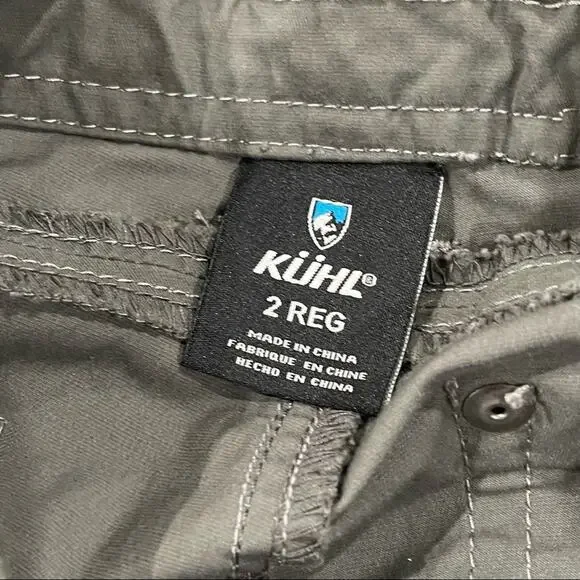 KÜHL®
2 REG
MADE IN CHINA
FABRIQUE EN CHINE
HECHO EN CHINA